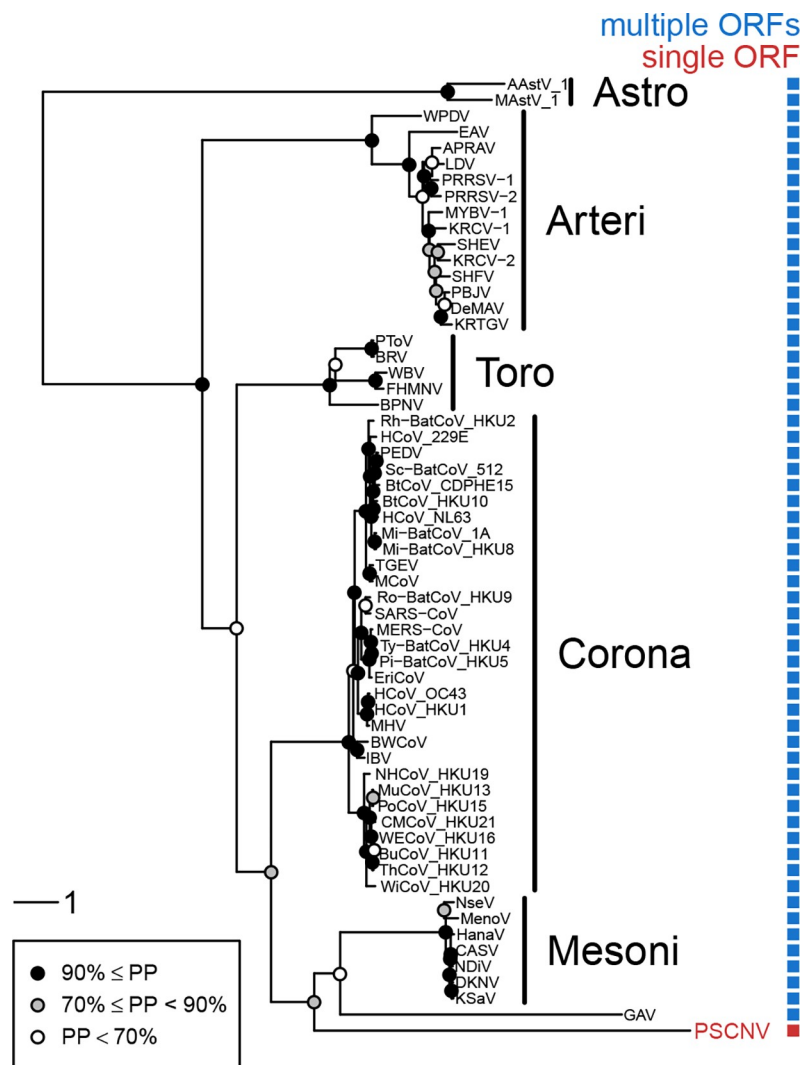 multiple ORFs
single ORF
AAstV_1
MAstV_1
Astro
WPDV
EAV
APRAV
LDV
PRRSV−1
PRRSV−2
MYBV−1
KRCV−1
SHEV
KRCV−2
SHFV
PBJV
DeMAV
KRTGV
Arteri
PToV
BRV
WBV
FHMNV
BPNV
Toro
Rh−BatCoV_HKU2
HCoV_229E
PEDV
Sc−BatCoV_512
BtCoV_CDPHE15
BtCoV_HKU10
HCoV_NL63
Mi−BatCoV_1A
Mi−BatCoV_HKU8
TGEV
MCoV
Ro−BatCoV_HKU9
SARS−CoV
MERS−CoV
Ty−BatCoV_HKU4
Pi−BatCoV_HKU5
EriCoV
HCoV_OC43
HCoV_HKU1
MHV
BWCoV
IBV
NHCoV_HKU19
MuCoV_HKU13
PoCoV_HKU15
CMCoV_HKU21
WECoV_HKU16
BuCoV_HKU11
ThCoV_HKU12
WiCoV_HKU20
Corona
NseV
MenoV
HanaV
CASV
NDiV
DKNV
KSaV
Mesoni
GAV
PSCNV
1
90% ≤ PP
70% ≤ PP < 90%
PP < 70%